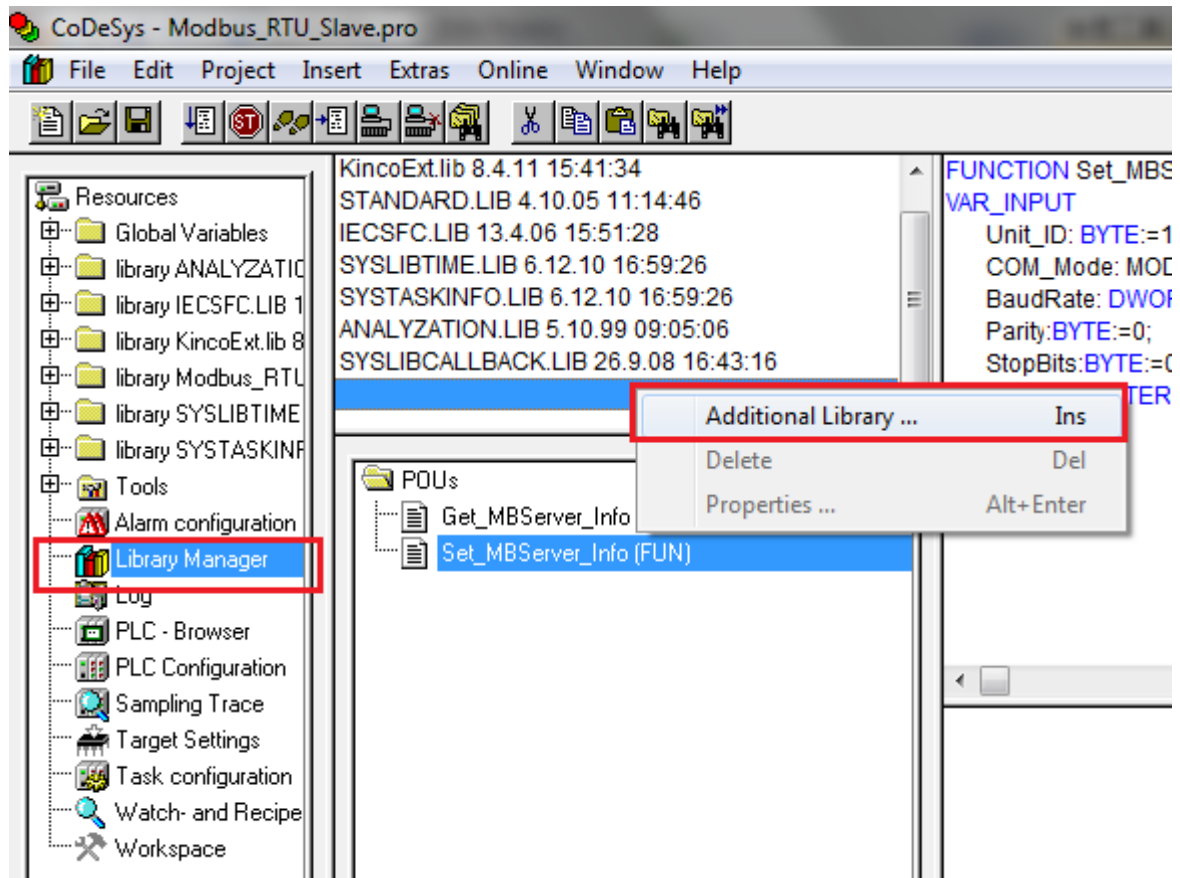 CoDeSys - Modbus_RTU_Slave.pro
File Edit Project Insert Extras Online Window Help
Resources
Global Variables
library ANALYZATIO
library IECSFC.LIB 1
library KincoExt.lib 8
library Modbus_RTU
library SYSLIBTIME
library SYSTASKINF
Tools
Alarm configuration
Library Manager
Log
PLC - Browser
PLC Configuration
Sampling Trace
Target Settings
Task configuration
Watch- and Recipe
Workspace
KincoExt.lib 8.4.11 15:41:34
STANDARD.LIB 4.10.05 11:14:46
IECSFC.LIB 13.4.06 15:51:28
SYSLIBTIME.LIB 6.12.10 16:59:26
SYSTASKINFO.LIB 6.12.10 16:59:26
ANALYZATION.LIB 5.10.99 09:05:06
SYSLIBCALLBACK.LIB 26.9.08 16:43:16
Additional Library ... Ins
Delete Del
Properties ... Alt+Enter
POUs
Get_MBServer_Info
Set_MBServer_Info (FUN)
FUNCTION Set_MBS
VAR_INPUT
Unit_ID: BYTE:=1
COM_Mode: MOD
BaudRate: DWOR
Parity:BYTE:=0;
StopBits:BYTE:=0
TER